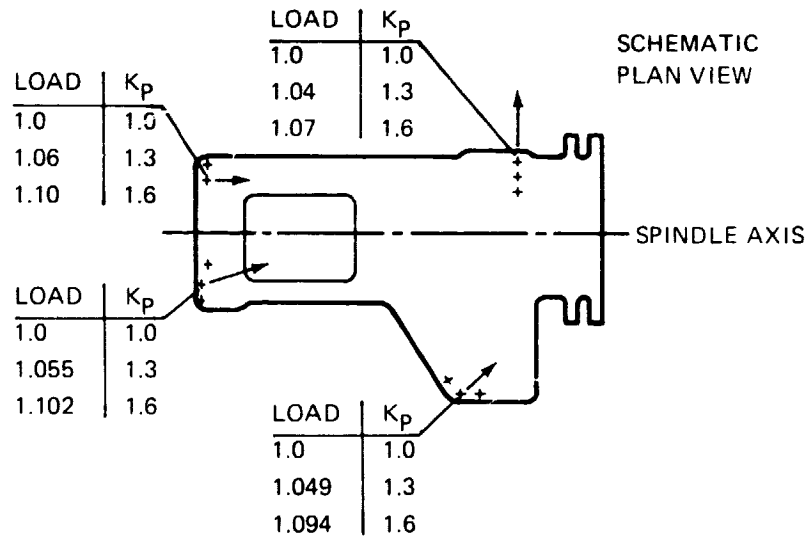 LOAD K_P
1.0 1.0
1.04 1.3
1.07 1.6
SCHEMATIC
PLAN VIEW
LOAD K_P
1.0 1.0
1.06 1.3
1.10 1.6
SPINDLE AXIS
LOAD K_P
1.0 1.0
1.055 1.3
1.102 1.6
LOAD K_P
1.0 1.0
1.049 1.3
1.094 1.6